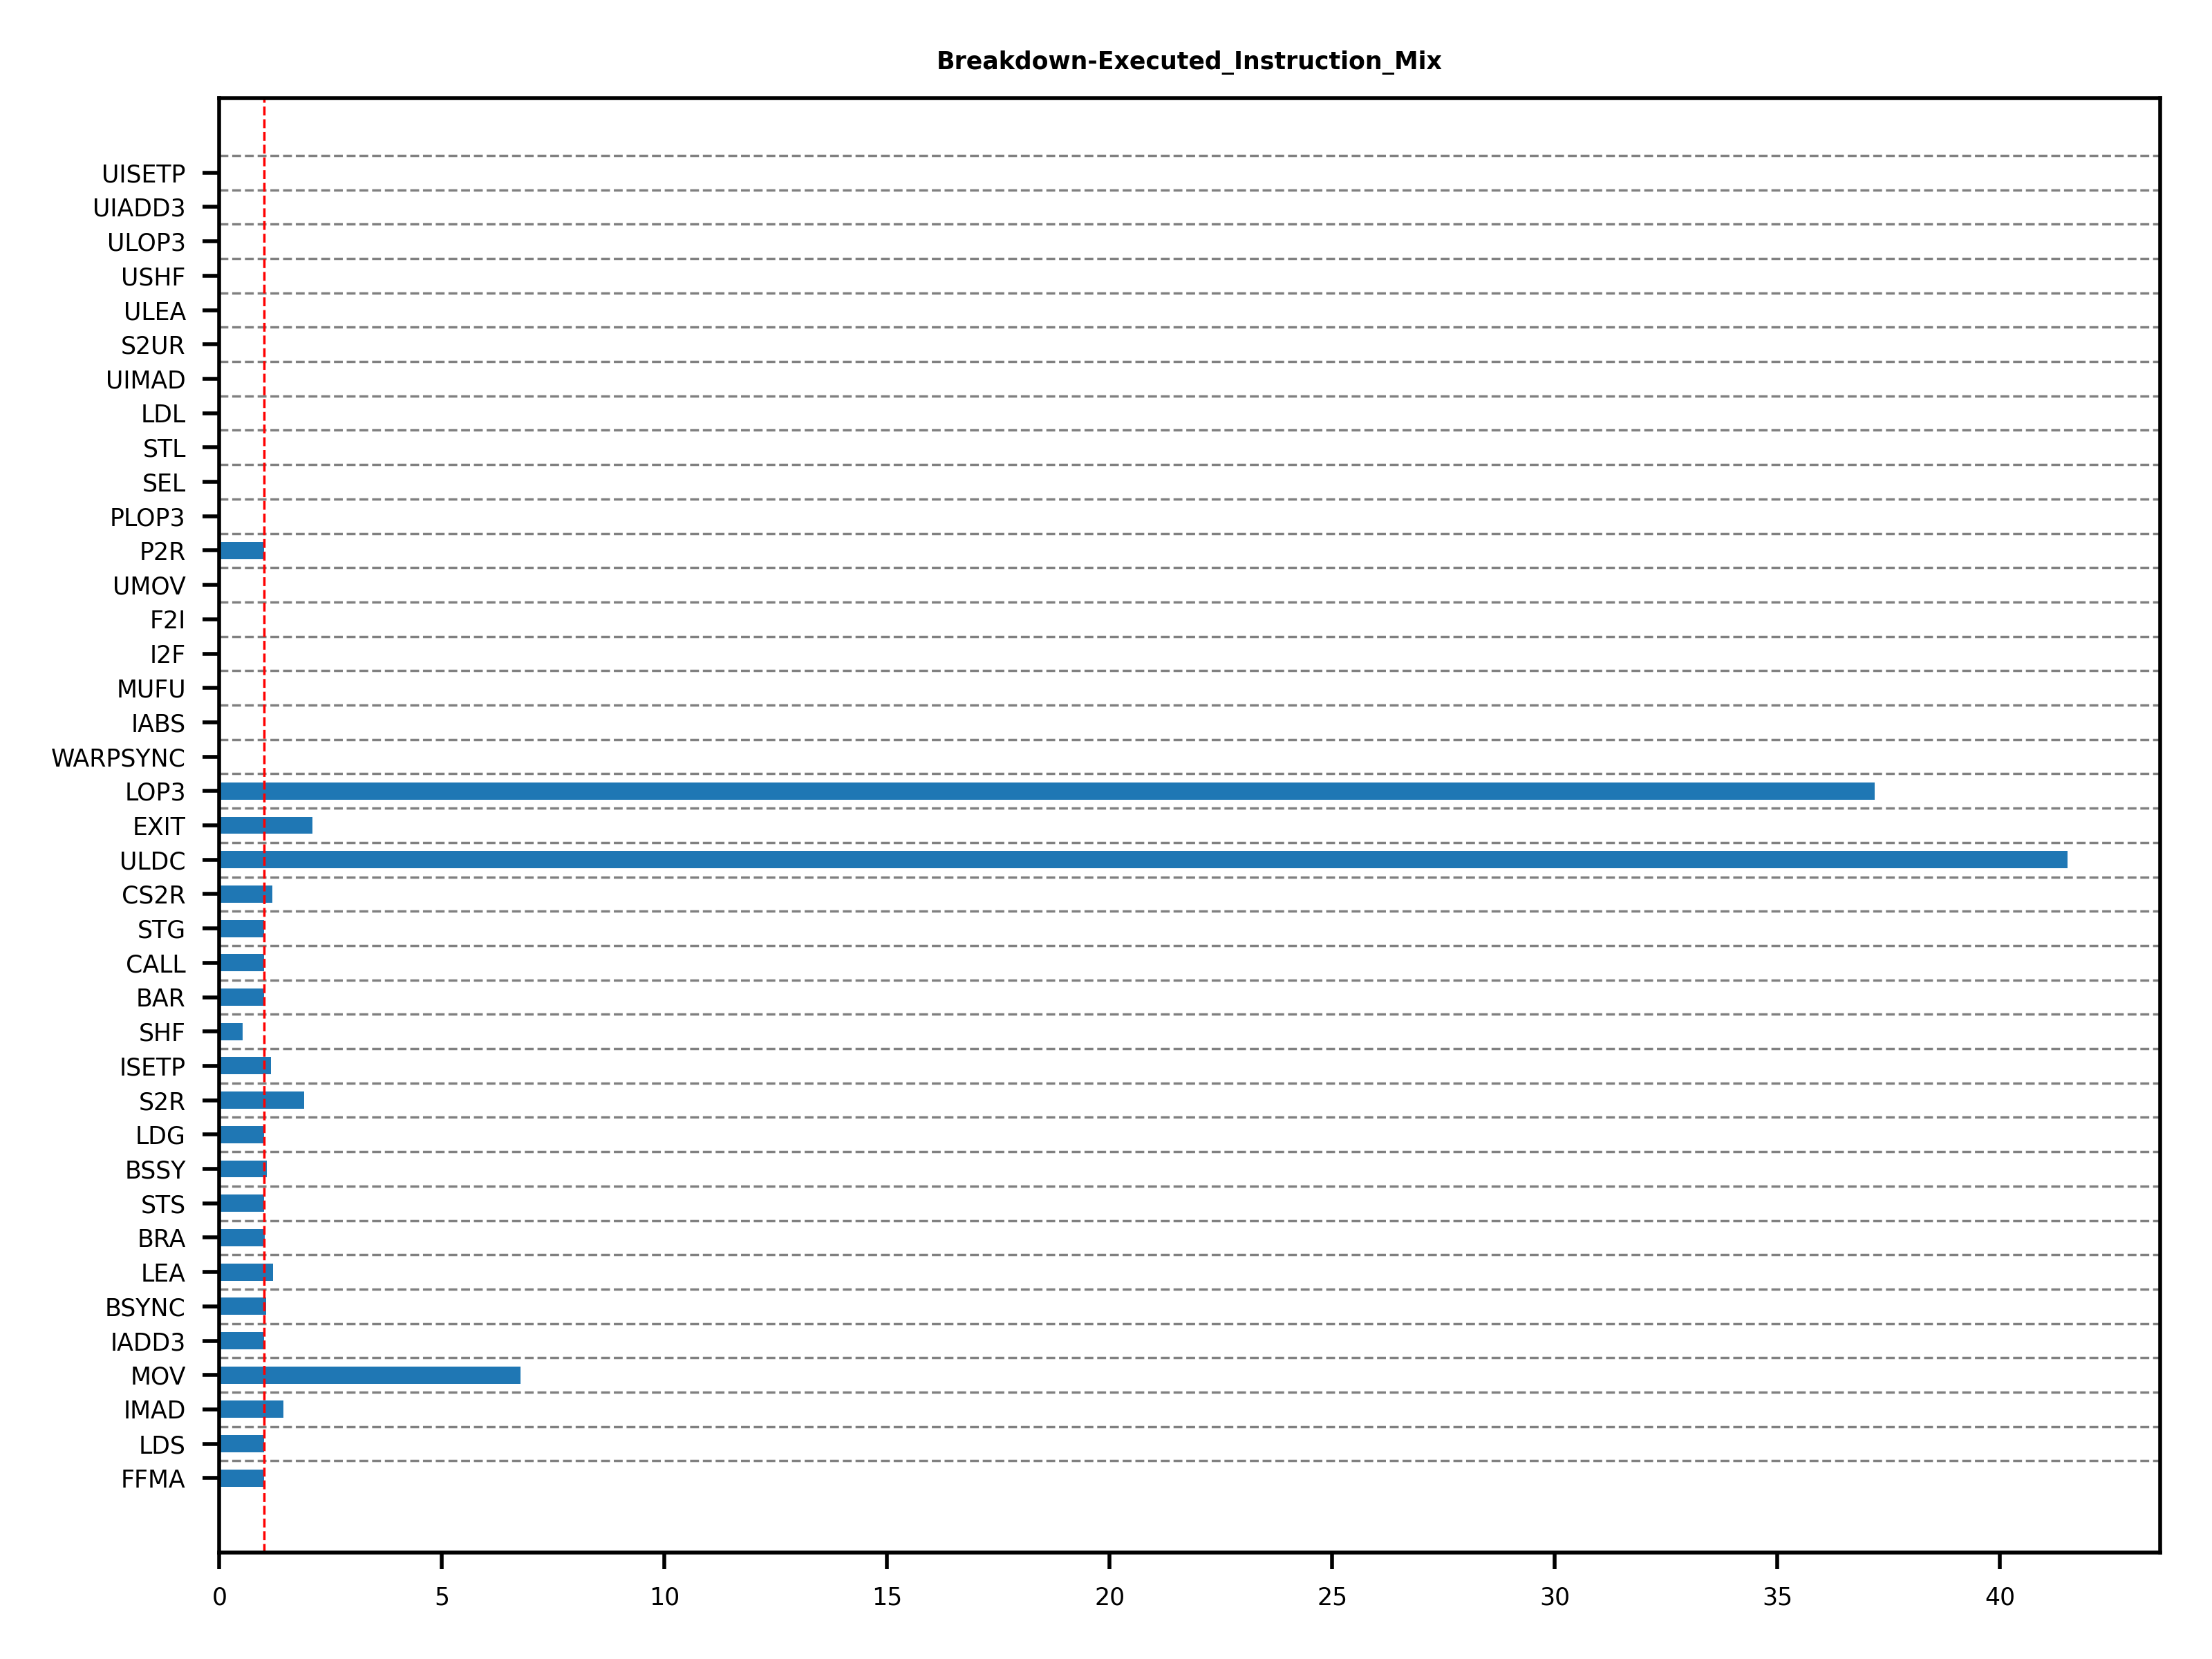 Breakdown-Executed_Instruction_Mix
UISETP
UIADD3
ULOP3
USHF
ULEA
S2UR
UIMAD
LDL
STL
SEL
PLOP3
P2R
UMOV
F2I
I2F
MUFU
IABS
WARPSYNC
LOP3
EXIT
ULDC
CS2R
STG
CALL
BAR
SHF
ISETP
S2R
LDG
BSSY
STS
BRA
LEA
BSYNC
IADD3
MOV
IMAD
LDS
FFMA
0 5 10 15 20 25 30 35 40